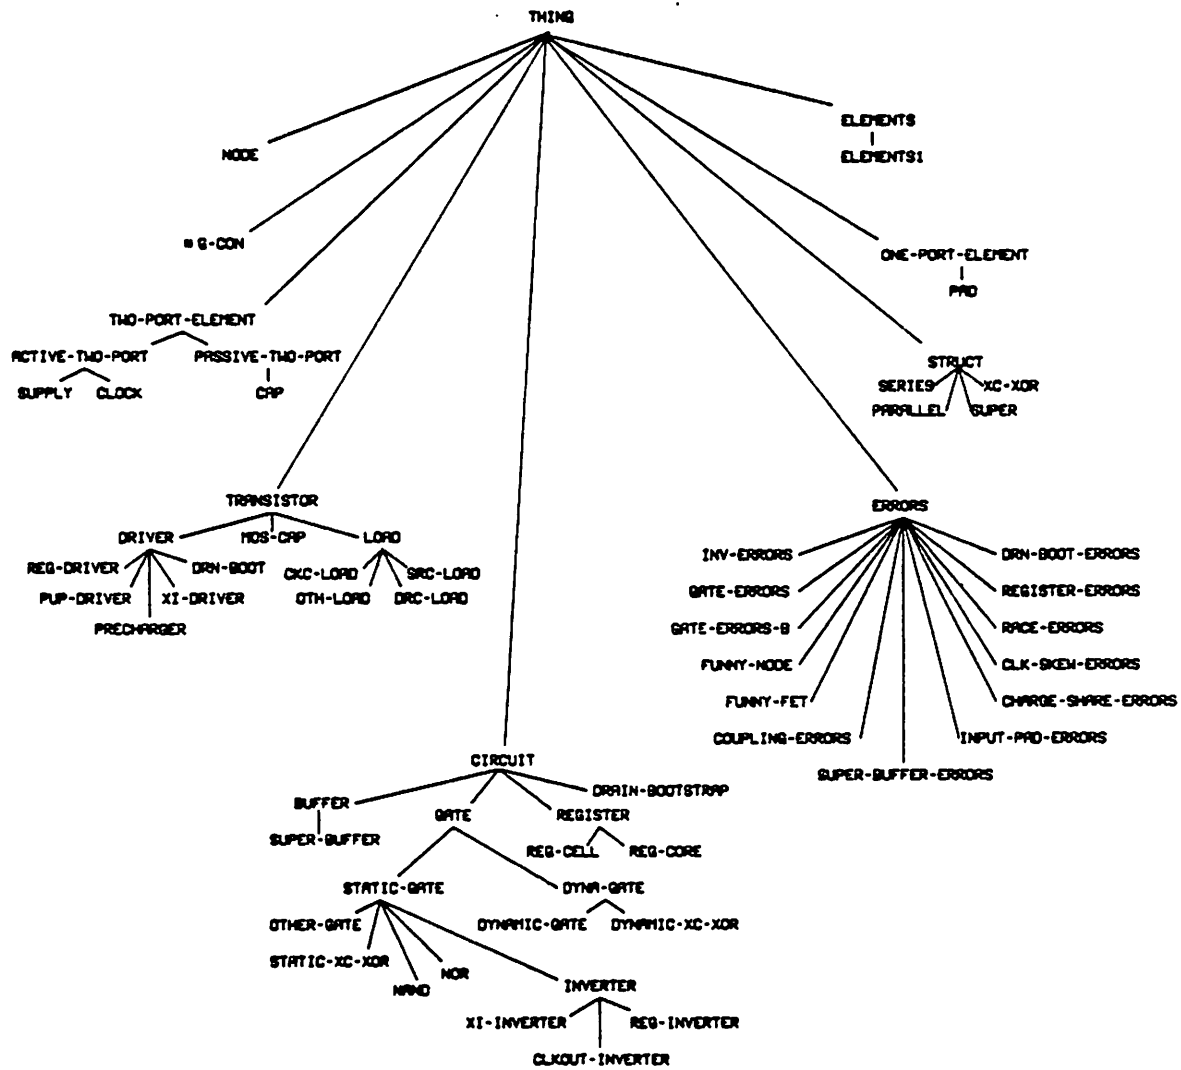 THING
ELEMENTS
ELEMENTS1
NODE
*G-CON
ONE-PORT-ELEMENT
PAD
TWO-PORT-ELEMENT
ACTIVE-TWO-PORT PASSIVE-TWO-PORT
SUPPLY CLOCK CAP
STRUCT
SERIES XC-XOR
PARALLEL SUPER
TRANSISTOR
DRIVER MOS-CAP LOAD
REG-DRIVER DRN-BOOT CKC-LOAD SRC-LOAD
PUP-DRIVER XI-DRIVER OTH-LOAD DRC-LOAD
PRECHARGER
ERRORS
INV-ERRORS DRN-BOOT-ERRORS
GATE-ERRORS REGISTER-ERRORS
GATE-ERRORS-B RACE-ERRORS
FUNNY-NODE CLK-SKEW-ERRORS
FUNNY-FET CHARGE-SHARE-ERRORS
COUPLING-ERRORS INPUT-PAD-ERRORS
SUPER-BUFFER-ERRORS
CIRCUIT
DRAIN-BOOTSTRAP
BUFFER GATE REGISTER
SUPER-BUFFER REG-CELL REG-CORE
STATIC-GATE DYNA-GATE
OTHER-GATE DYNAMIC-GATE DYNAMIC-XC-XOR
STATIC-XC-XOR
NOR
NAND INVERTER
XI-INVERTER REG-INVERTER
CLKOUT-INVERTER